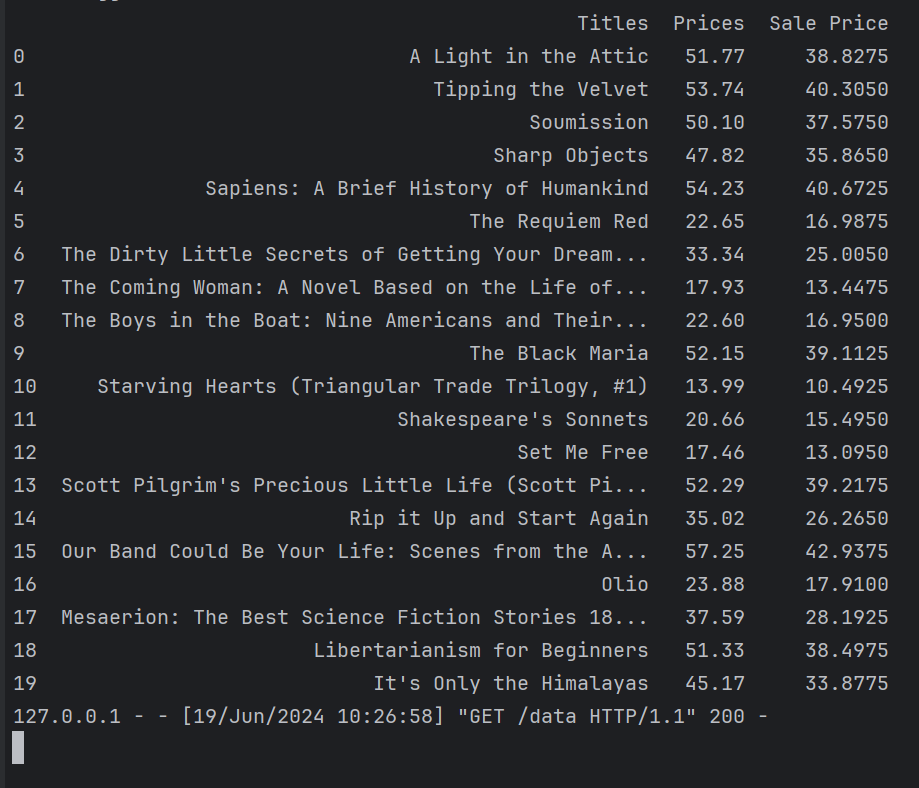 Titles Prices Sale Price
0 A Light in the Attic 51.77 38.8275
1 Tipping the Velvet 53.74 40.3050
2 Soumission 50.10 37.5750
3 Sharp Objects 47.82 35.8650
4 Sapiens: A Brief History of Humankind 54.23 40.6725
5 The Requiem Red 22.65 16.9875
6 The Dirty Little Secrets of Getting Your Dream... 33.34 25.0050
7 The Coming Woman: A Novel Based on the Life of... 17.93 13.4475
8 The Boys in the Boat: Nine Americans and Their... 22.60 16.9500
9 The Black Maria 52.15 39.1125
10 Starving Hearts (Triangular Trade Trilogy, #1) 13.99 10.4925
11 Shakespeare's Sonnets 20.66 15.4950
12 Set Me Free 17.46 13.0950
13 Scott Pilgrim's Precious Little Life (Scott Pi... 52.29 39.2175
14 Rip it Up and Start Again 35.02 26.2650
15 Our Band Could Be Your Life: Scenes from the A... 57.25 42.9375
16 Olio 23.88 17.9100
17 Mesaerion: The Best Science Fiction Stories 18... 37.59 28.1925
18 Libertarianism for Beginners 51.33 38.4975
19 It's Only the Himalayas 45.17 33.8775
127.0.0.1 - - [19/Jun/2024 10:26:58] "GET /data HTTP/1.1" 200 -